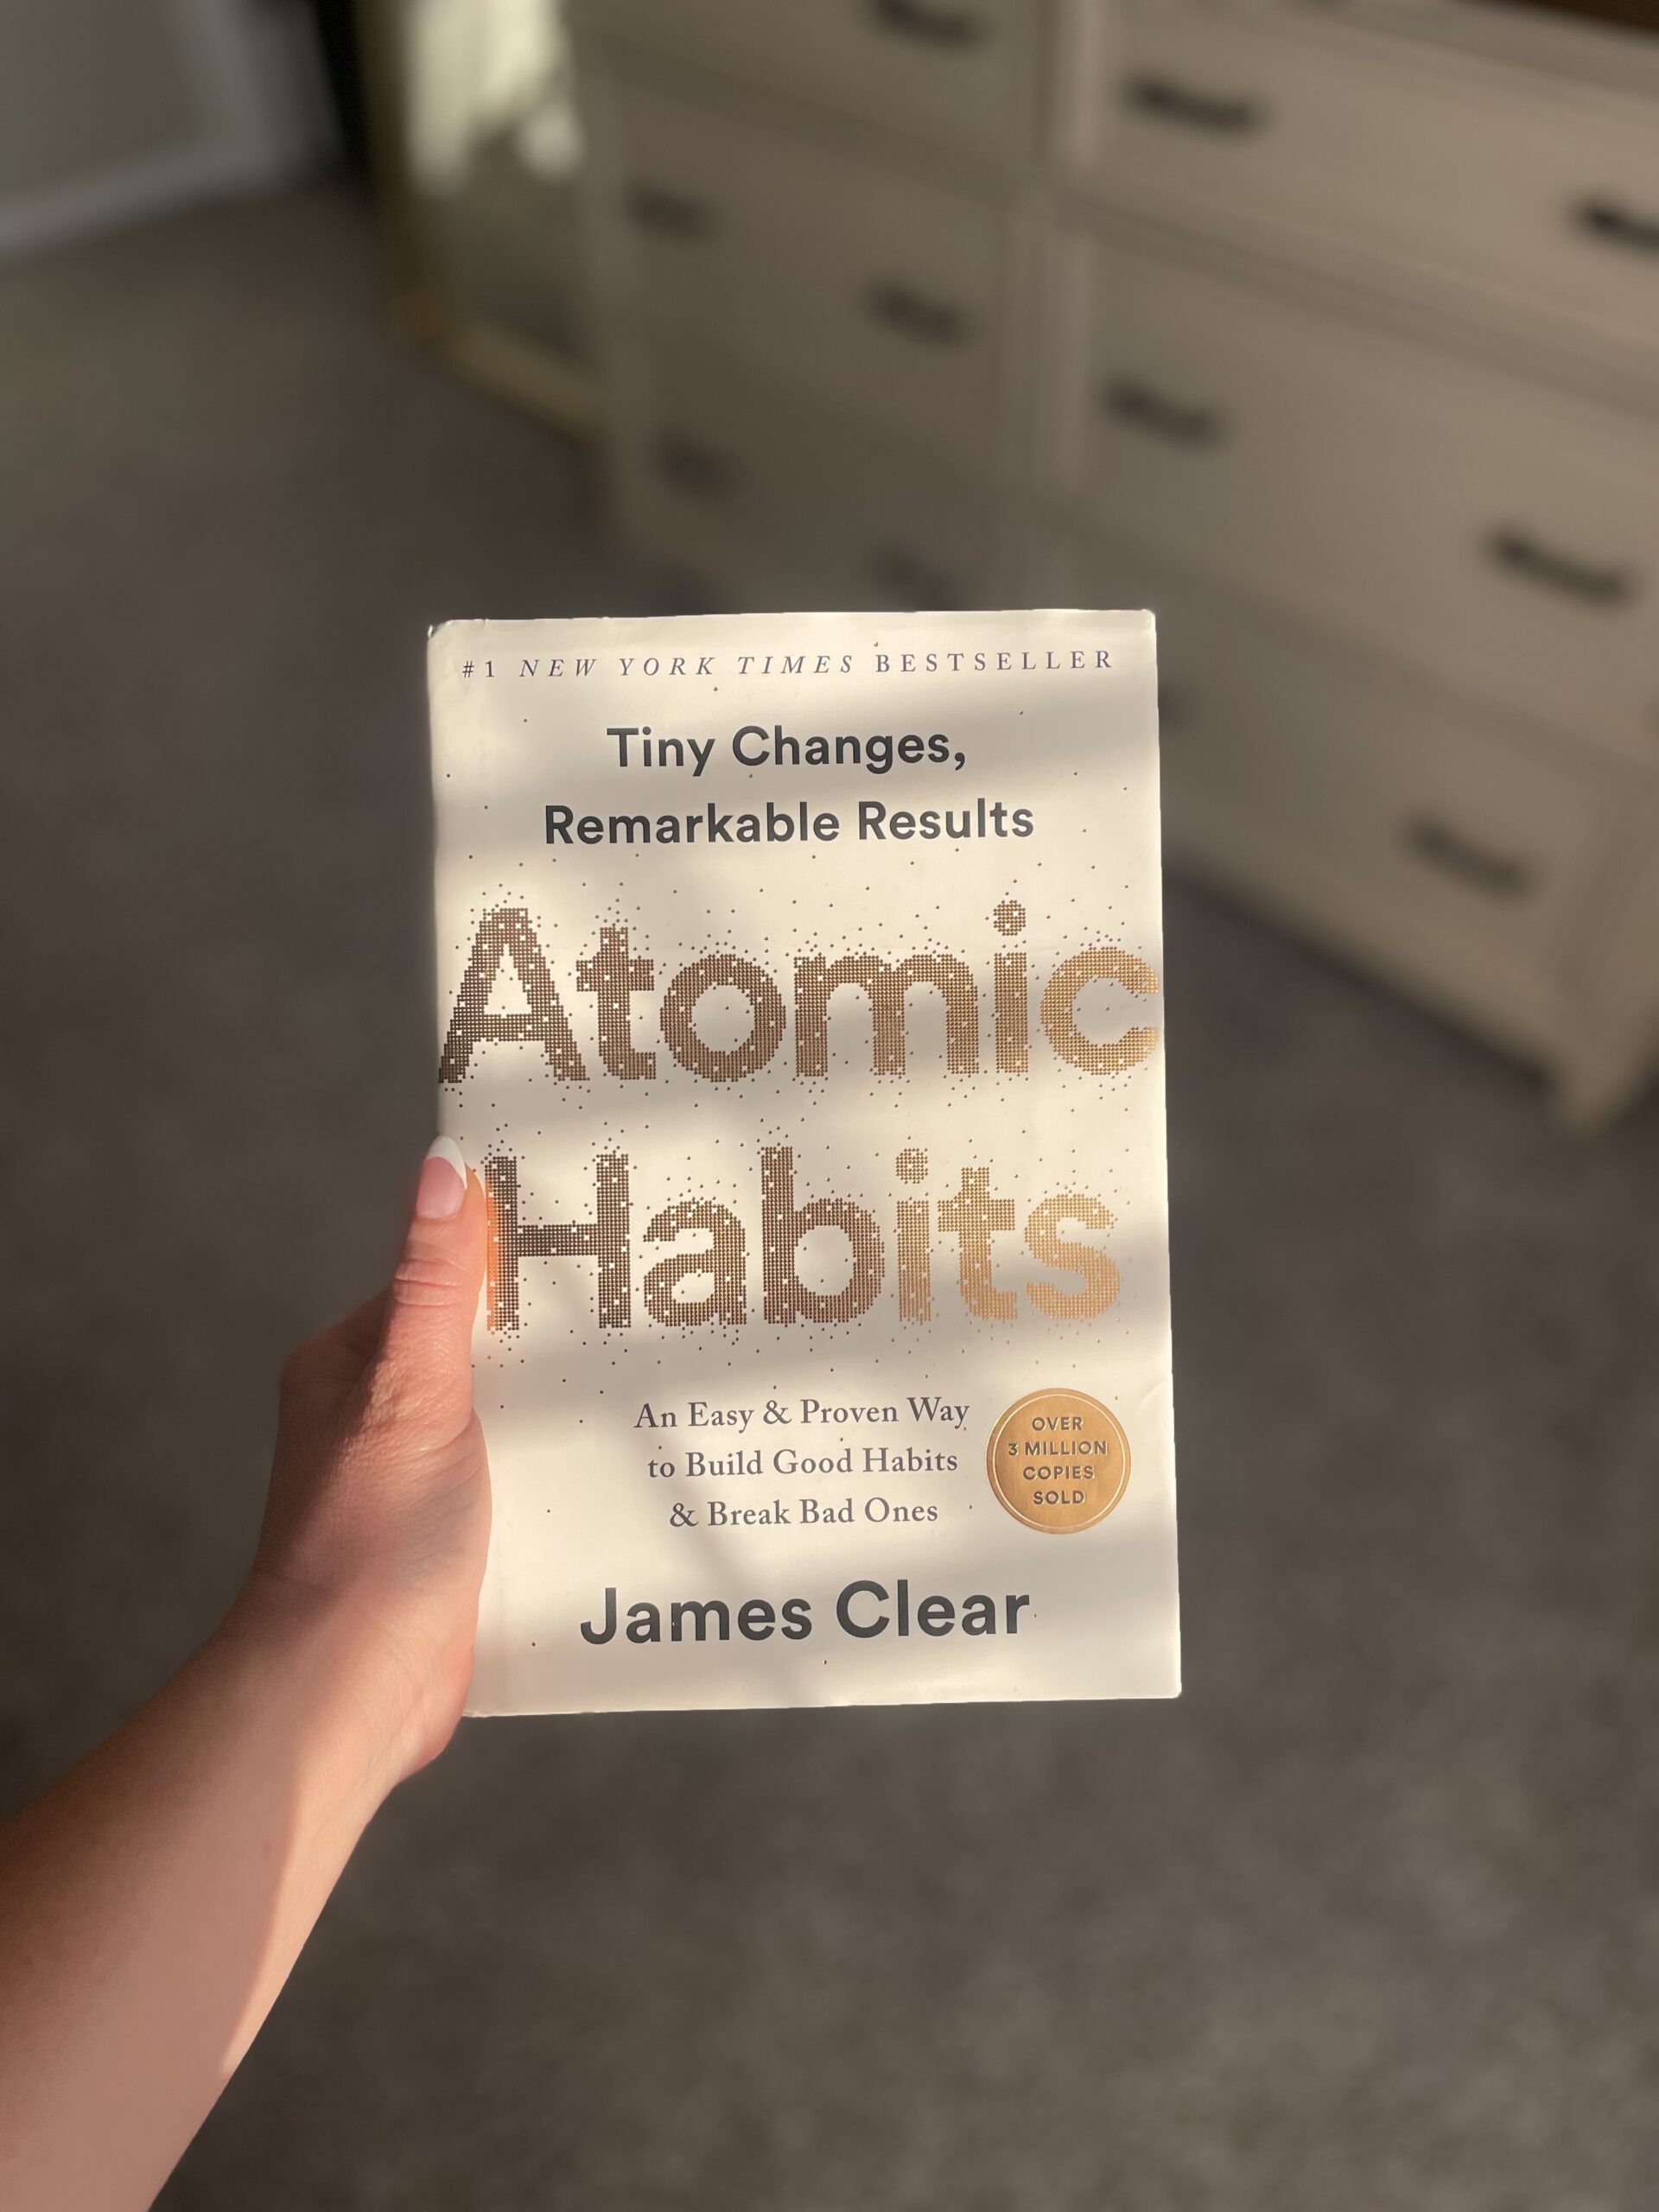 #1 NEW YORK TIMES BESTSELLER
Tiny Changes,
Remarkable Results
Atomic
Habits
An Easy & Proven Way
to Build Good Habits
& Break Bad Ones
OVER
3 MILLION
COPIES
SOLD
James Clear